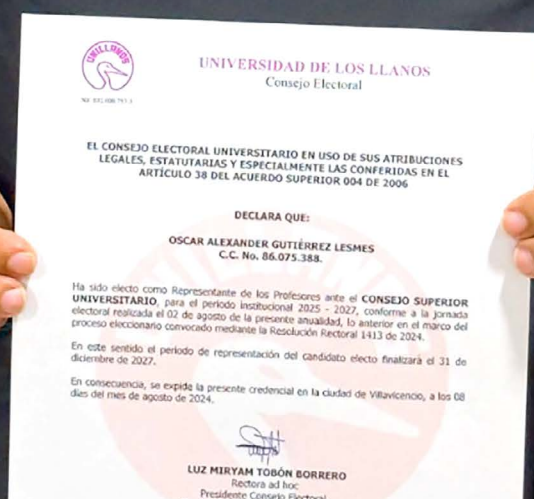 UNILLANOS
UNIVERSIDAD DE LOS LLANOS
Consejo Electoral
EL CONSEJO ELECTORAL UNIVERSITARIO EN USO DE SUS ATRIBUCIONES
LEGALES, ESTATUTARIAS Y ESPECIALMENTE LAS CONFERIDAS EN EL
ARTÍCULO 38 DEL ACUERDO SUPERIOR 004 DE 2006
DECLARA QUE:
OSCAR ALEXANDER GUTIÉRREZ LESMES
C.C. No. 86.075.388.
Ha sido electo como Representante de los Profesores ante el CONSEJO SUPERIOR
UNIVERSITARIO, para el periodo institucional 2025 - 2027, conforme a la jornada
electoral realizada el 02 de agosto de la presente anualidad, lo anterior en el marco del
proceso eleccionario convocado mediante la Resolución Rectoral 1413 de 2024.
En este sentido el periodo de representación del candidato electo finalizará el 31 de
diciembre de 2027.
En consecuencia, se expide la presente credencial en la ciudad de Villavicencio, a los 08
días del mes de agosto de 2024.
LUZ MIRYAM TOBÓN BORRERO
Rectora ad hoc
Presidente Consejo Electoral